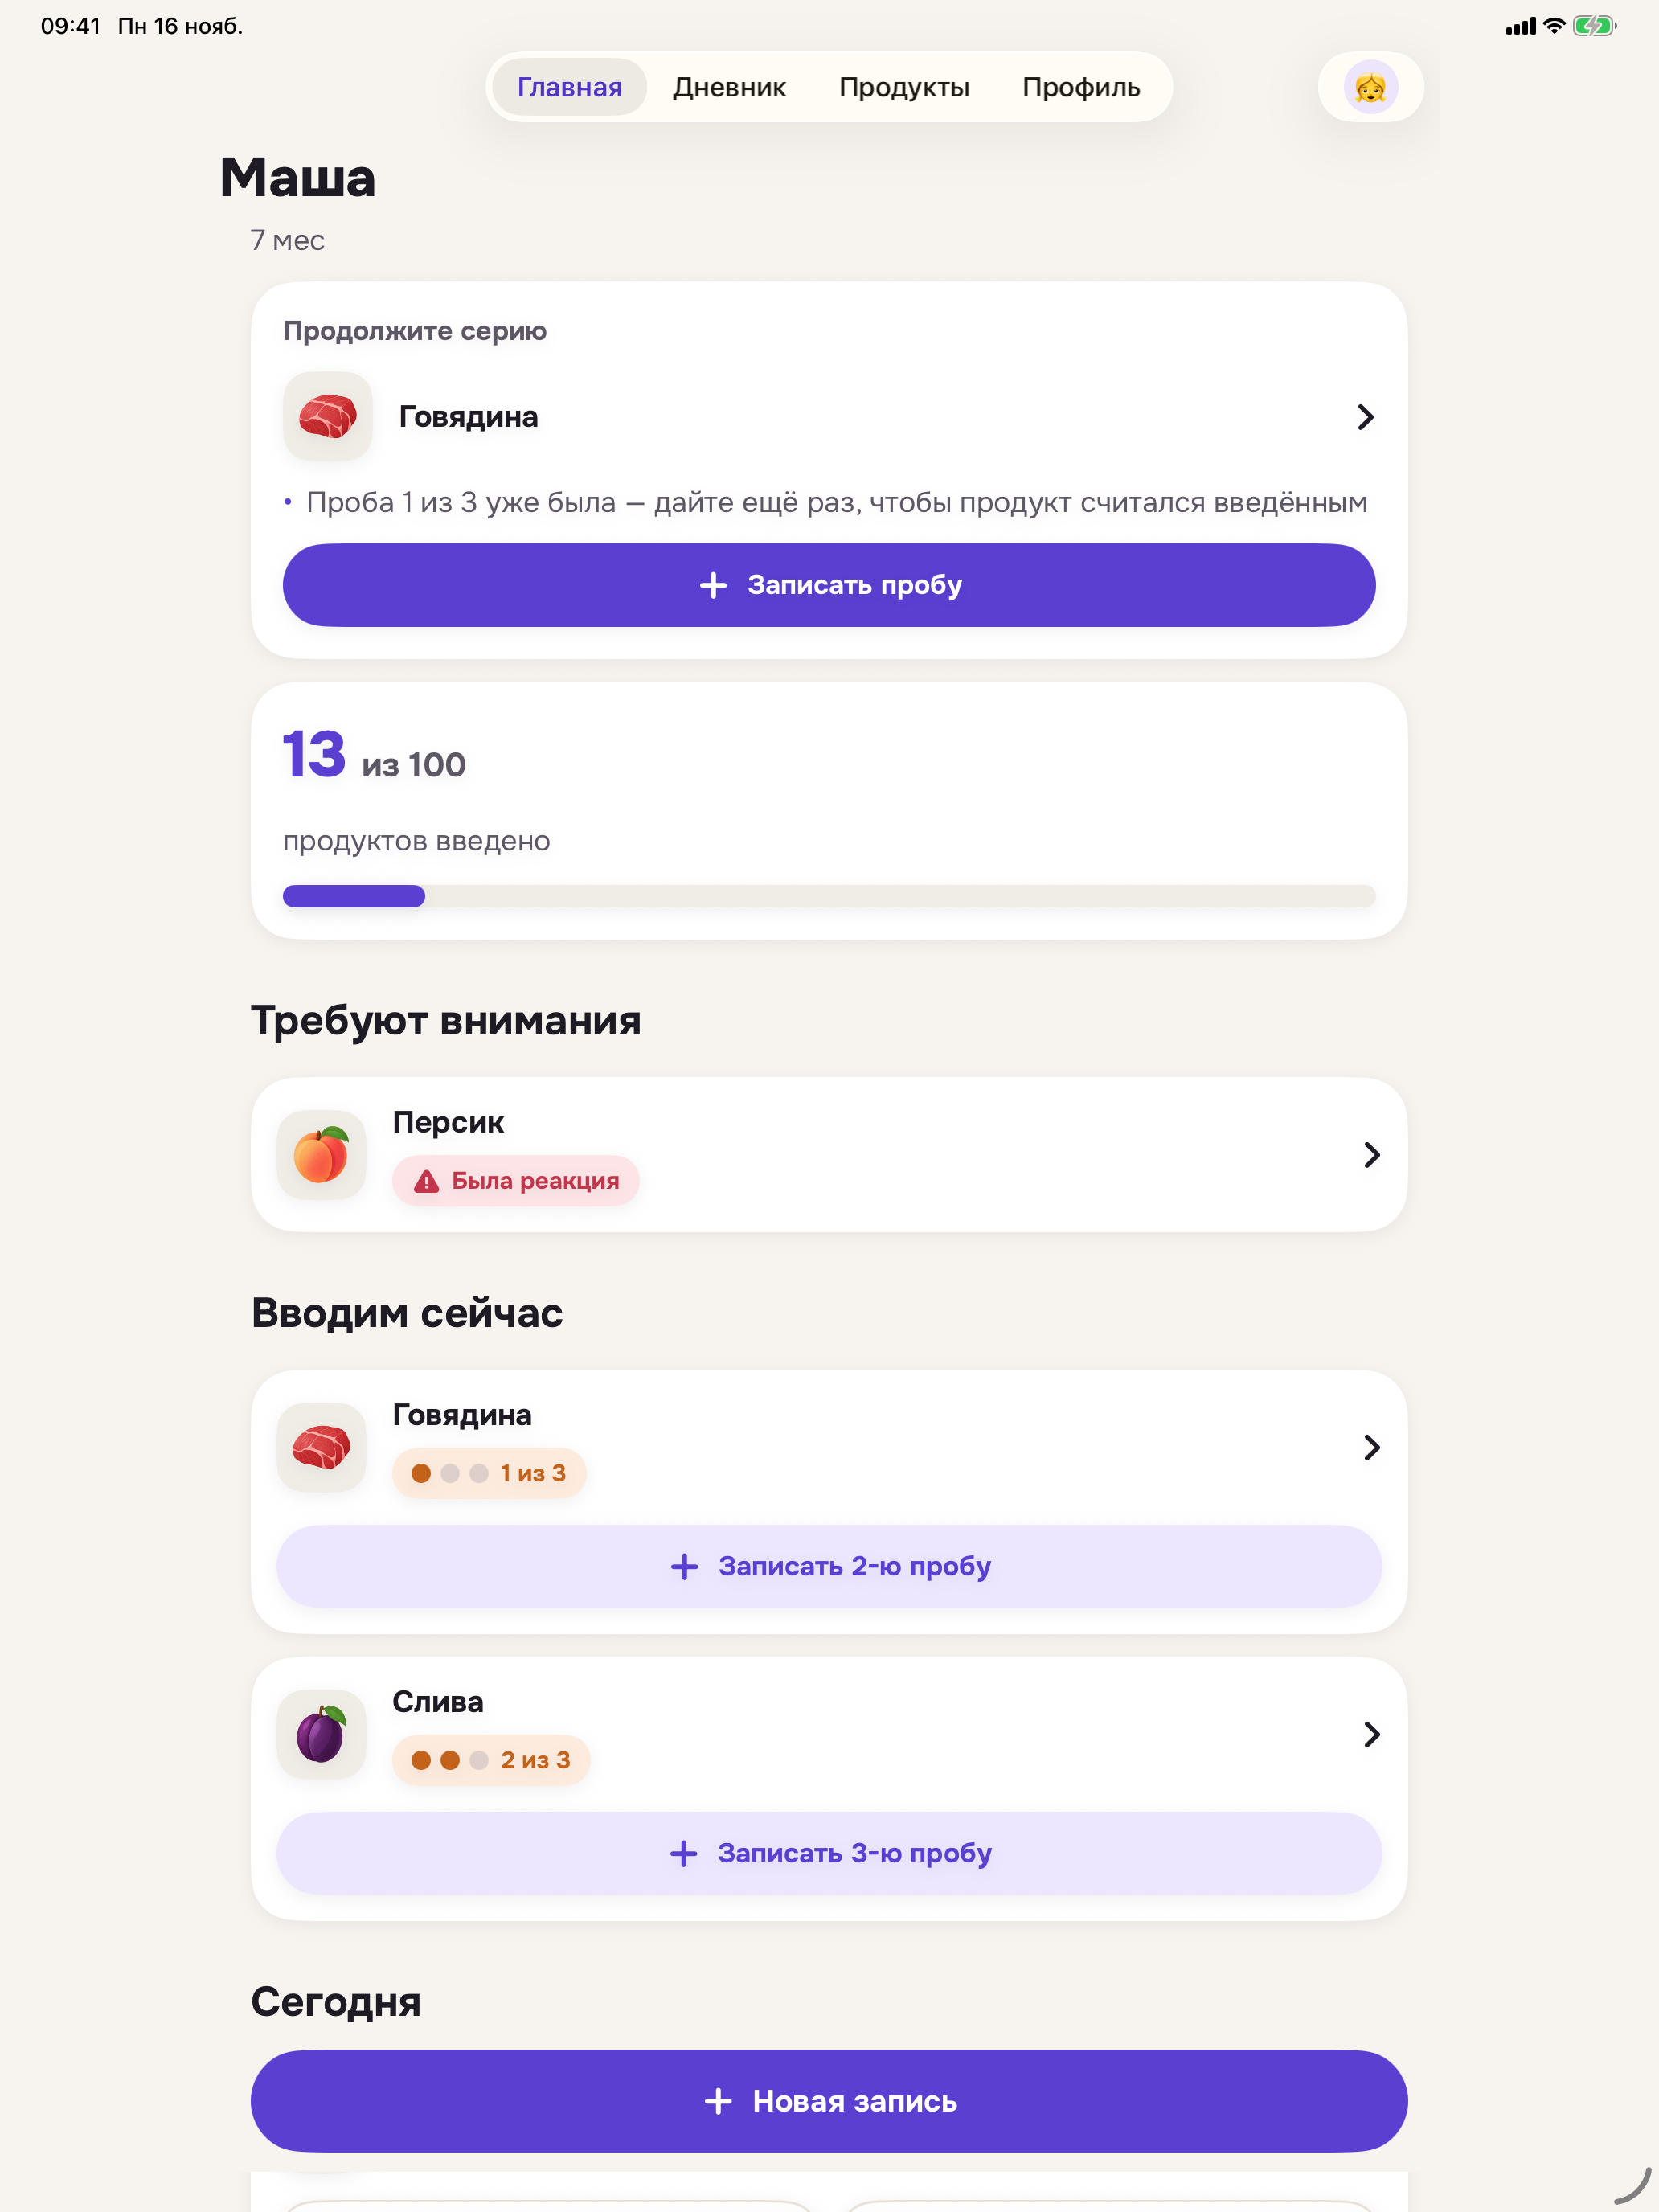 09:41 Пн 16 нояб.
Главная Дневник Продукты Профиль
Маша
7 мес
Продолжите серию
Говядина
• Проба 1 из 3 уже была — дайте ещё раз, чтобы продукт считался введённым
+ Записать пробу
13 из 100
продуктов введено
Требуют внимания
Персик
Была реакция
Вводим сейчас
Говядина
1 из 3
+ Записать 2-ю пробу
Слива
2 из 3
+ Записать 3-ю пробу
Сегодня
+ Новая запись